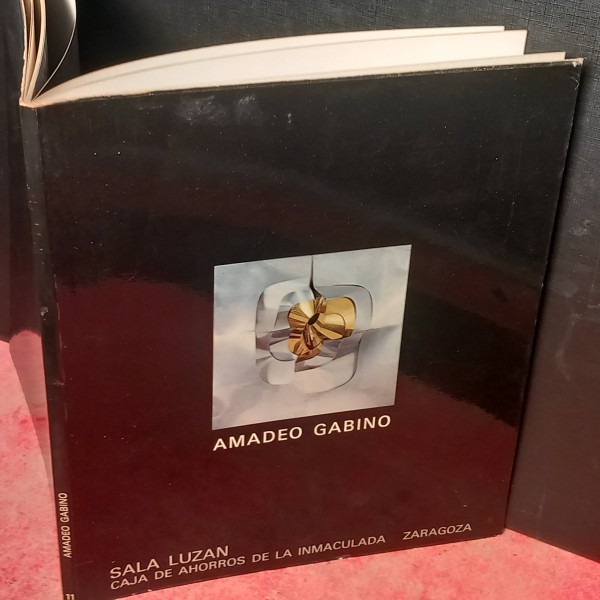 AMADEO GABINO
SALA LUZAN
CAJA DE AHORROS DE LA INMACULADA ZARAGOZA
AMADEO GABINO
11